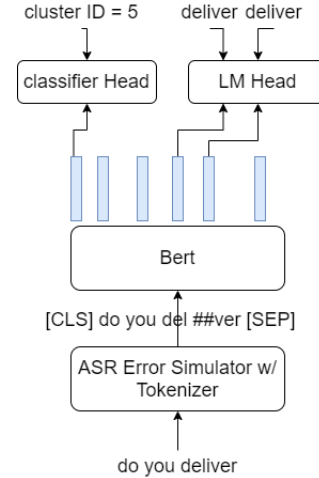 cluster ID = 5
deliver deliver
classifier Head
LM Head
Bert
[CLS] do you del ##ver [SEP]
ASR Error Simulator w/
Tokenizer
do you deliver